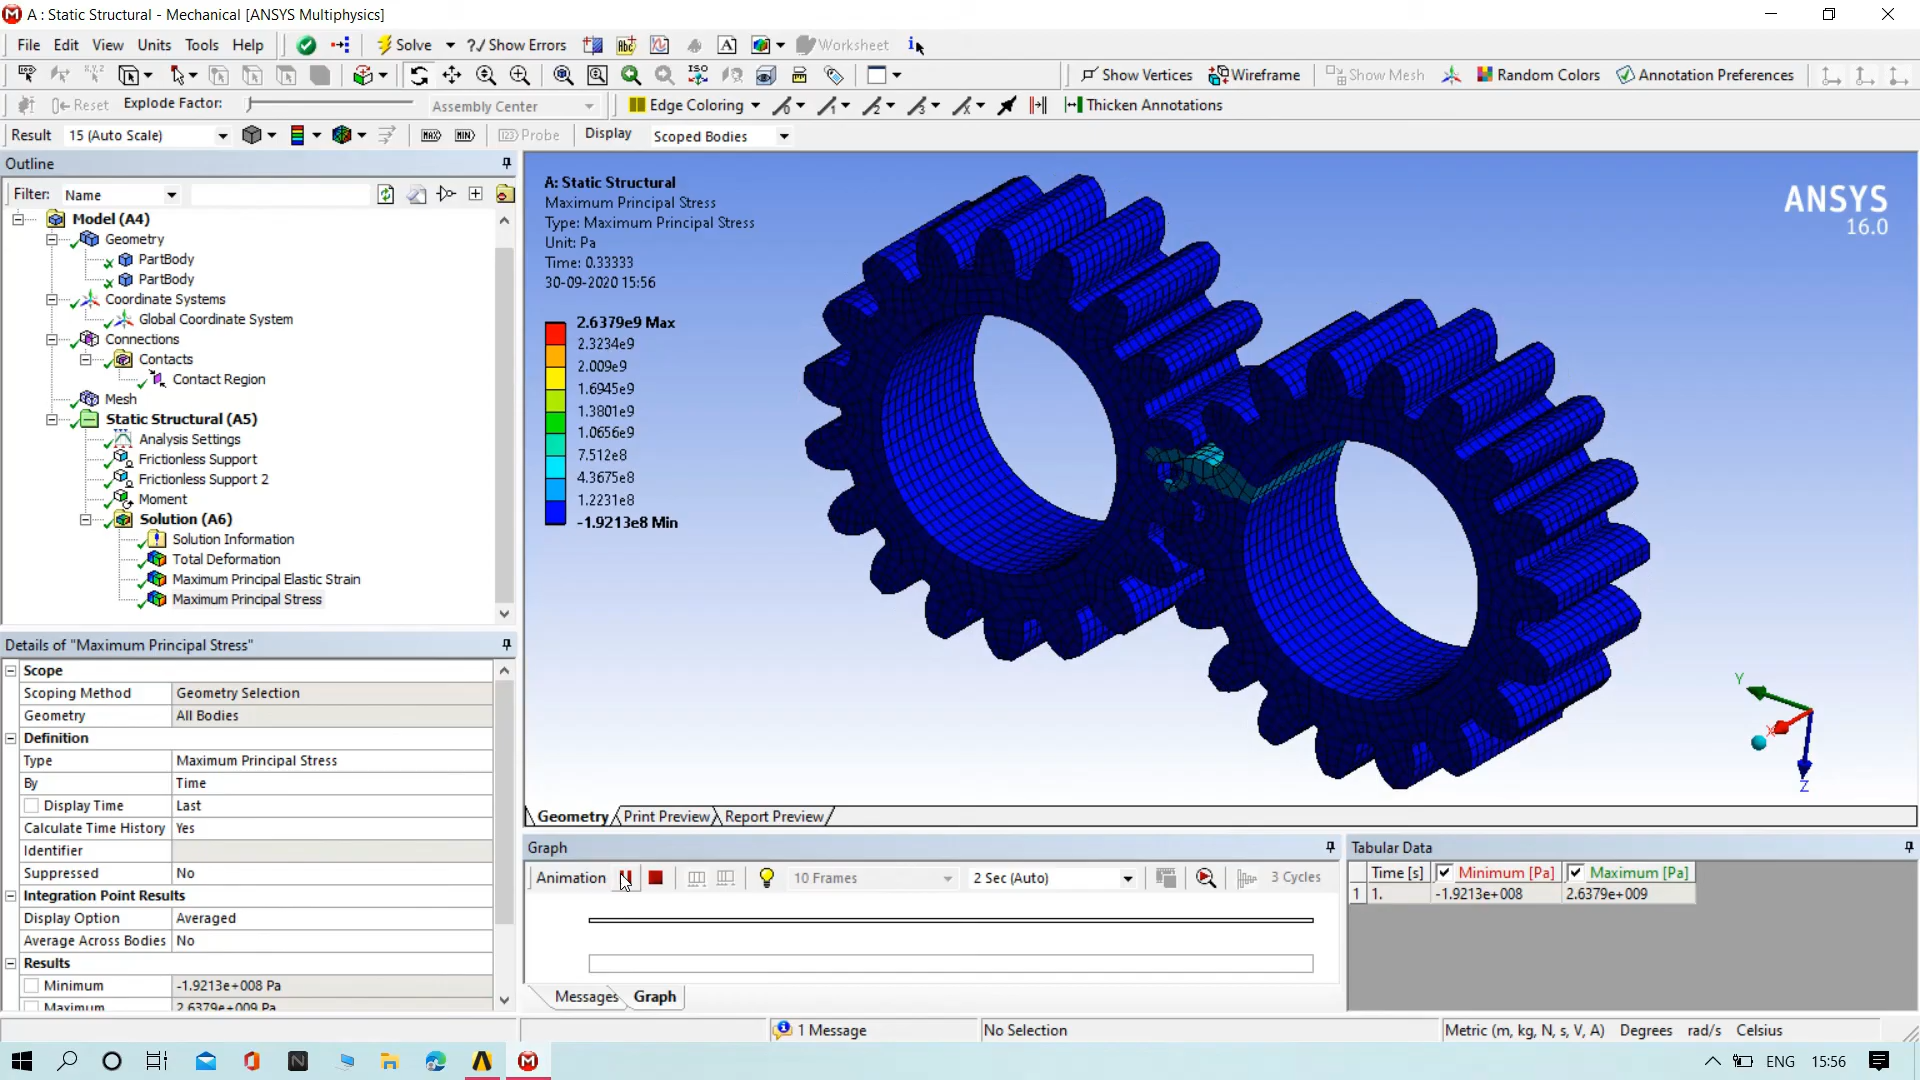 A : Static Structural - Mechanical [ANSYS Multiphysics]
File Edit View Units Tools Help Solve ?/ Show Errors Worksheet
Show Vertices Wireframe Show Mesh Random Colors Annotation Preferences
Reset Explode Factor: Assembly Center Edge Coloring Thicken Annotations
Result 15 (Auto Scale) MAX MIN Probe Display Scoped Bodies
Outline
Filter: Name
Model (A4)
Geometry
PartBody
PartBody
Coordinate Systems
Global Coordinate System
Connections
Contacts
Contact Region
Mesh
Static Structural (A5)
Analysis Settings
Frictionless Support
Frictionless Support 2
Moment
Solution (A6)
Solution Information
Total Deformation
Maximum Principal Elastic Strain
Maximum Principal Stress
Details of "Maximum Principal Stress"
Scope
Scoping Method Geometry Selection
Geometry All Bodies
Definition
Type Maximum Principal Stress
By Time
Display Time Last
Calculate Time History Yes
Identifier
Suppressed No
Integration Point Results
Display Option Averaged
Average Across Bodies No
Results
Minimum -1.9213e+008 Pa
Maximum 2.6379e+009 Pa
A: Static Structural
Maximum Principal Stress
Type: Maximum Principal Stress
Unit: Pa
Time: 0.33333
30-09-2020 15:56
2.6379e9 Max
2.3234e9
2.009e9
1.6945e9
1.3801e9
1.0656e9
7.512e8
4.3675e8
1.2231e8
-1.9213e8 Min
ANSYS
16.0
Y
X
Z
Geometry Print Preview Report Preview
Graph
Animation 10 Frames 2 Sec (Auto) 3 Cycles
Messages Graph
Tabular Data
Time [s] Minimum [Pa] Maximum [Pa]
1 1. -1.9213e+008 2.6379e+009
1 Message No Selection Metric (m, kg, N, s, V, A) Degrees rad/s Celsius
ENG 15:56